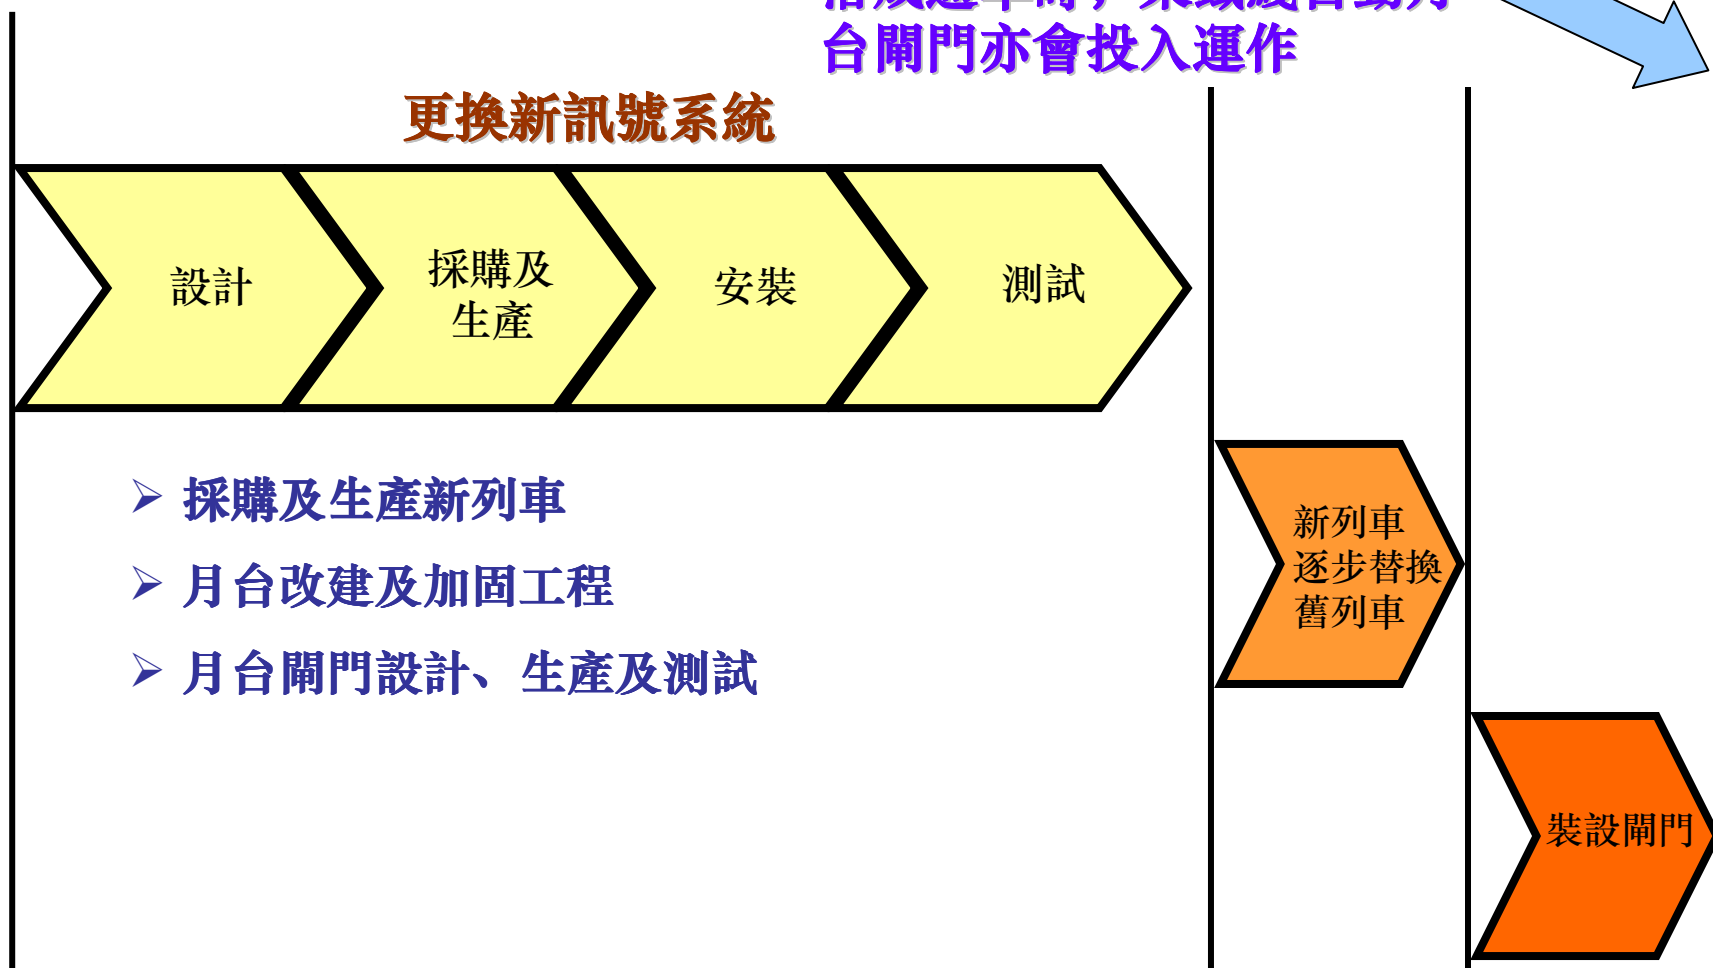 台閘門亦會投入運作
更換新訊號系統
設計
採購及
生產
安裝
測試
採購及生產新列車
月台改建及加固工程
月台閘門設計、生產及測試
新列車
逐步替換
舊列車
裝設閘門